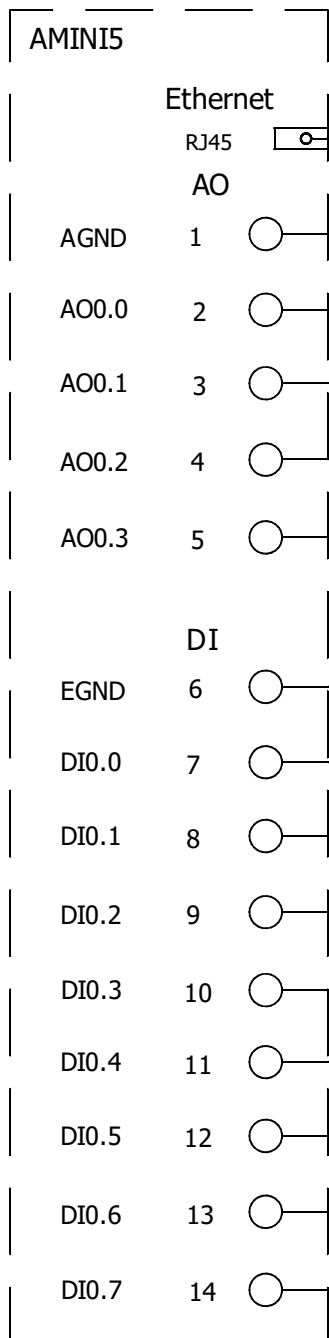 AMINI5
Ethernet
RJ45
AO
AGND 1
AO0.0 2
AO0.1 3
AO0.2 4
AO0.3 5
DI
EGND 6
DI0.0 7
DI0.1 8
DI0.2 9
DI0.3 10
DI0.4 11
DI0.5 12
DI0.6 13
DI0.7 14